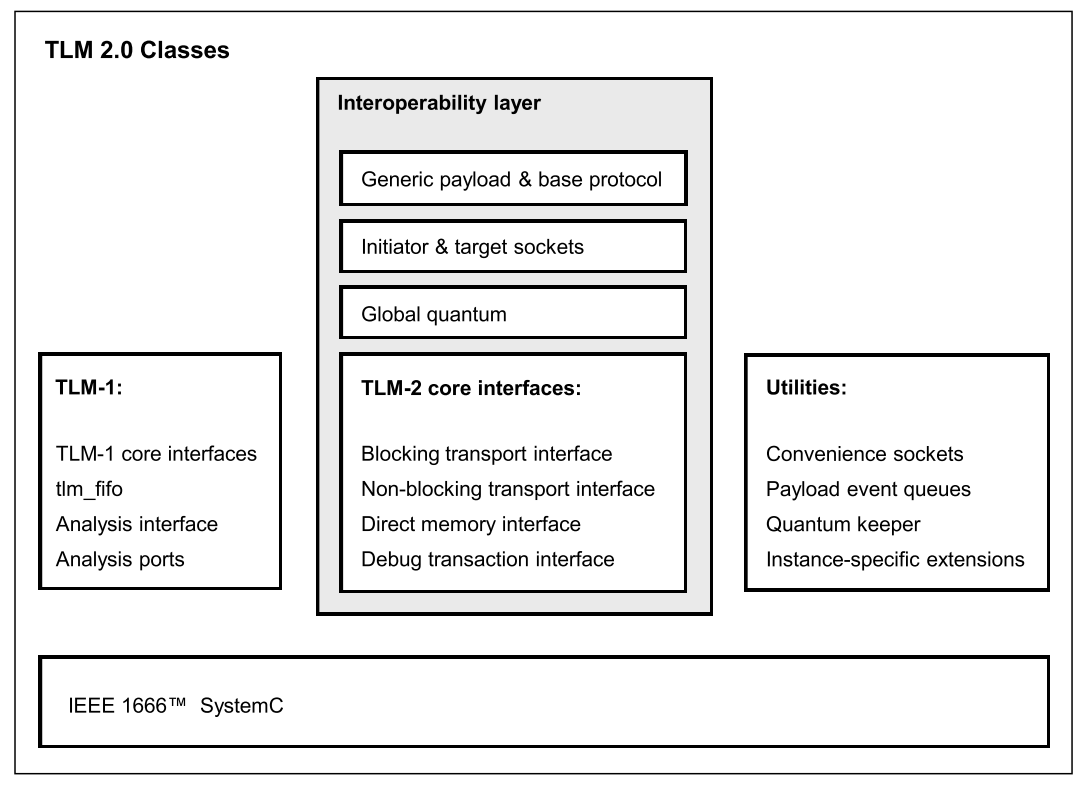 TLM 2.0 Classes
Interoperability layer
Generic payload & base protocol
Initiator & target sockets
Global quantum
TLM-1:
TLM-1 core interfaces
tlm_fifo
Analysis interface
Analysis ports
TLM-2 core interfaces:
Blocking transport interface
Non-blocking transport interface
Direct memory interface
Debug transaction interface
Utilities:
Convenience sockets
Payload event queues
Quantum keeper
Instance-specific extensions
IEEE 1666™ SystemC